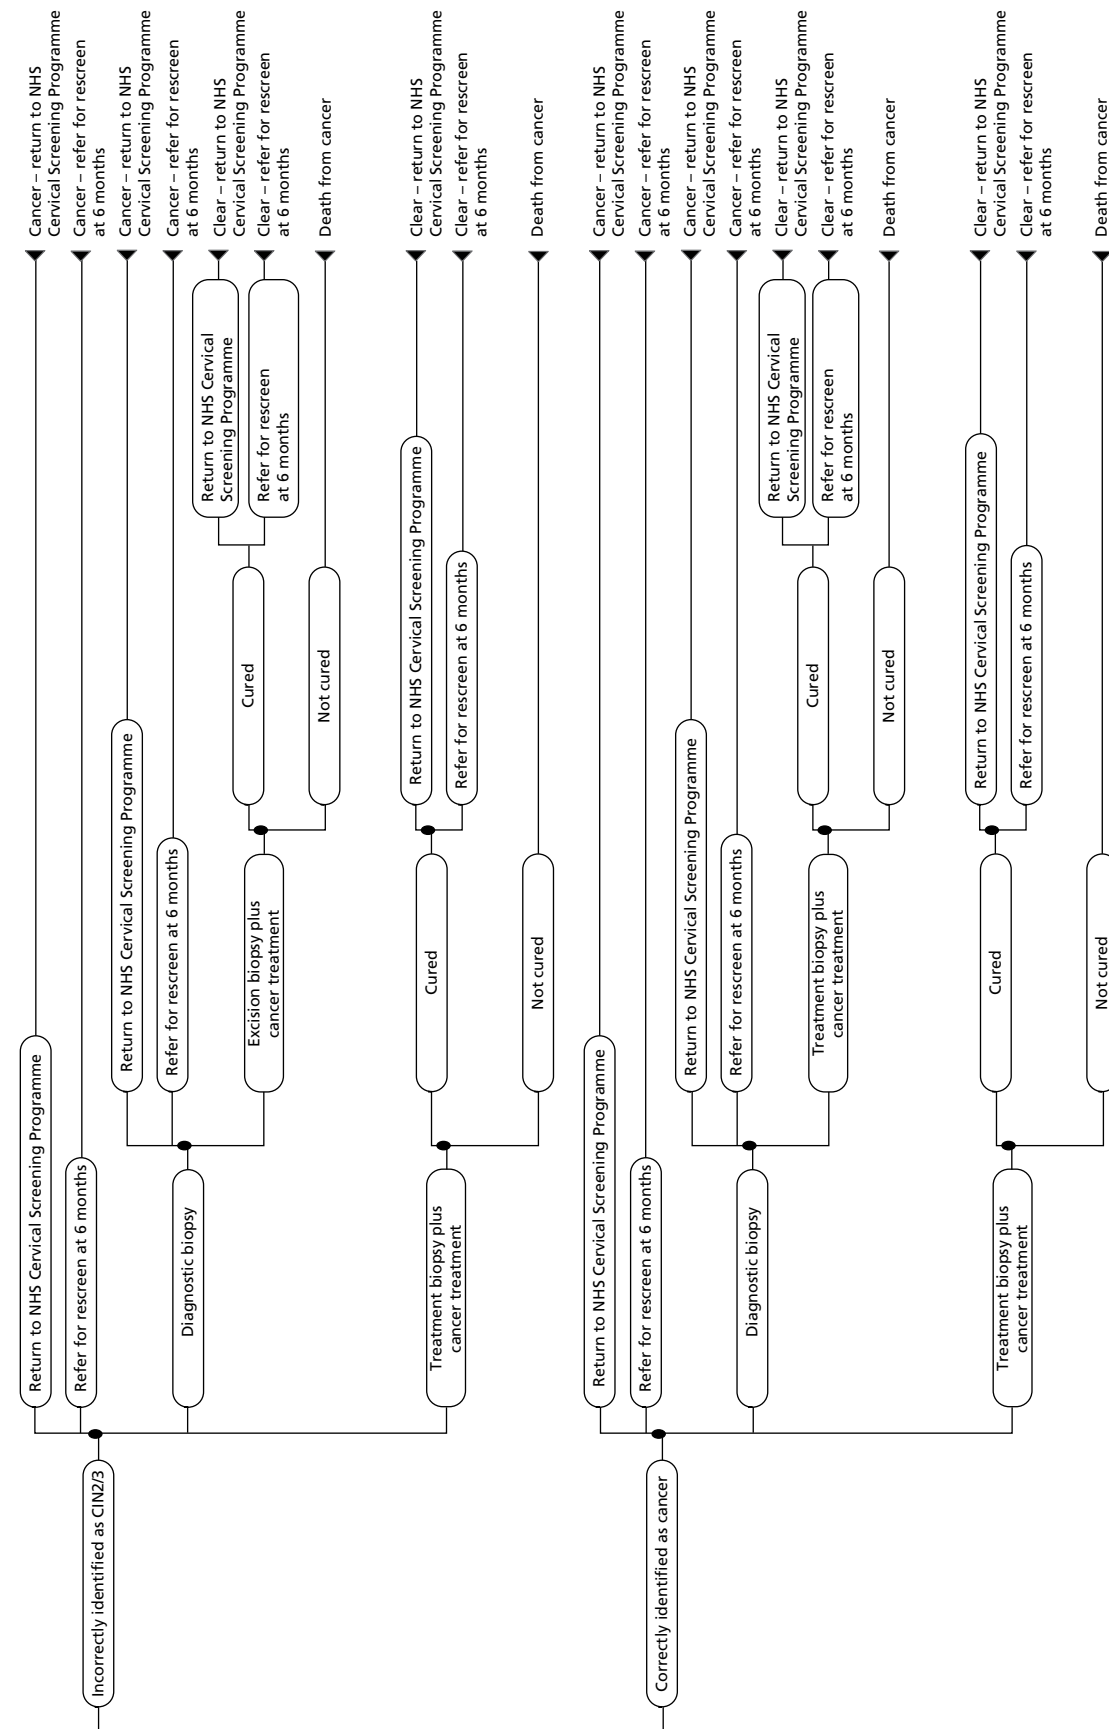 Incorrectly identified as CIN2/3
Return to NHS Cervical Screening Programme
Cancer – return to NHS
Cervical Screening Programme
Refer for rescreen at 6 months
Cancer – refer for rescreen
at 6 months
Diagnostic biopsy
Return to NHS Cervical Screening Programme
Cancer – return to NHS
Cervical Screening Programme
Refer for rescreen at 6 months
Cancer – refer for rescreen
at 6 months
Excision biopsy plus
cancer treatment
Cured
Return to NHS Cervical
Screening Programme
Clear – return to NHS
Cervical Screening Programme
Refer for rescreen
at 6 months
Clear – refer for rescreen
at 6 months
Not cured
Death from cancer
Treatment biopsy plus
cancer treatment
Cured
Return to NHS Cervical Screening Programme
Clear – return to NHS
Cervical Screening Programme
Refer for rescreen at 6 months
Clear – refer for rescreen
at 6 months
Not cured
Death from cancer
Correctly identified as cancer
Return to NHS Cervical Screening Programme
Cancer – return to NHS
Cervical Screening Programme
Refer for rescreen at 6 months
Cancer – refer for rescreen
at 6 months
Diagnostic biopsy
Return to NHS Cervical Screening Programme
Cancer – return to NHS
Cervical Screening Programme
Refer for rescreen at 6 months
Cancer – refer for rescreen
at 6 months
Treatment biopsy plus
cancer treatment
Cured
Return to NHS Cervical
Screening Programme
Clear – return to NHS
Cervical Screening Programme
Refer for rescreen
at 6 months
Clear – refer for rescreen
at 6 months
Not cured
Death from cancer
Treatment biopsy plus
cancer treatment
Cured
Return to NHS Cervical Screening Programme
Clear – return to NHS
Cervical Screening Programme
Refer for rescreen at 6 months
Clear – refer for rescreen
at 6 months
Not cured
Death from cancer